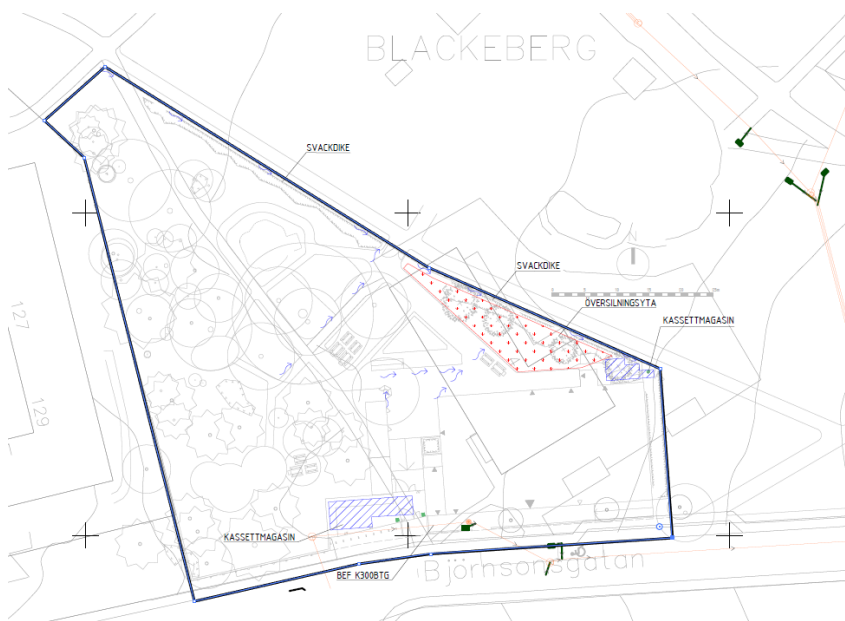 BLACKEBERG
SVACKDIKE
SVACKDIKE
ÖVERSILNINGSYTA
KASSETTMAGASIN
127
129
KASSETTMAGASIN
BEF K300BTG
Björnsonsgatan